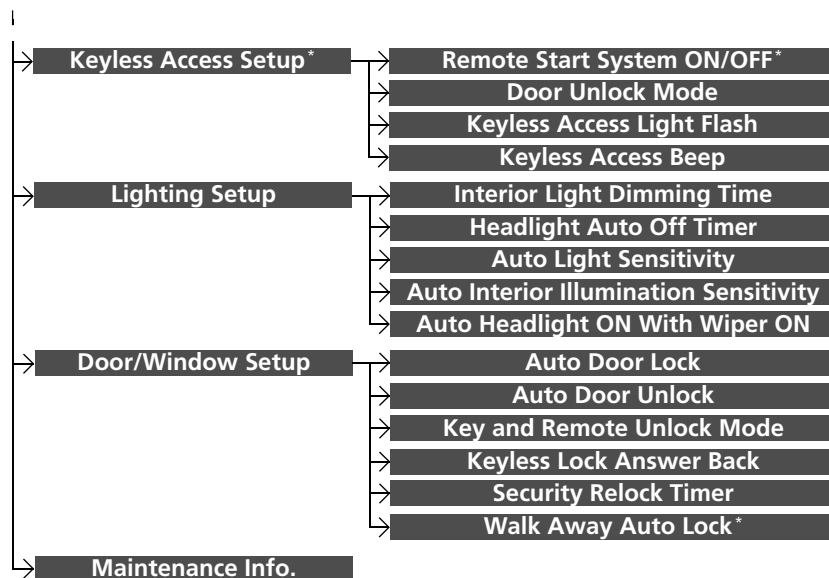 Keyless Access Setup*
Remote Start System ON/OFF*
Door Unlock Mode
Keyless Access Light Flash
Keyless Access Beep
Lighting Setup
Interior Light Dimming Time
Headlight Auto Off Timer
Auto Light Sensitivity
Auto Interior Illumination Sensitivity
Auto Headlight ON With Wiper ON
Door/Window Setup
Auto Door Lock
Auto Door Unlock
Key and Remote Unlock Mode
Keyless Lock Answer Back
Security Relock Timer
Walk Away Auto Lock*
Maintenance Info.